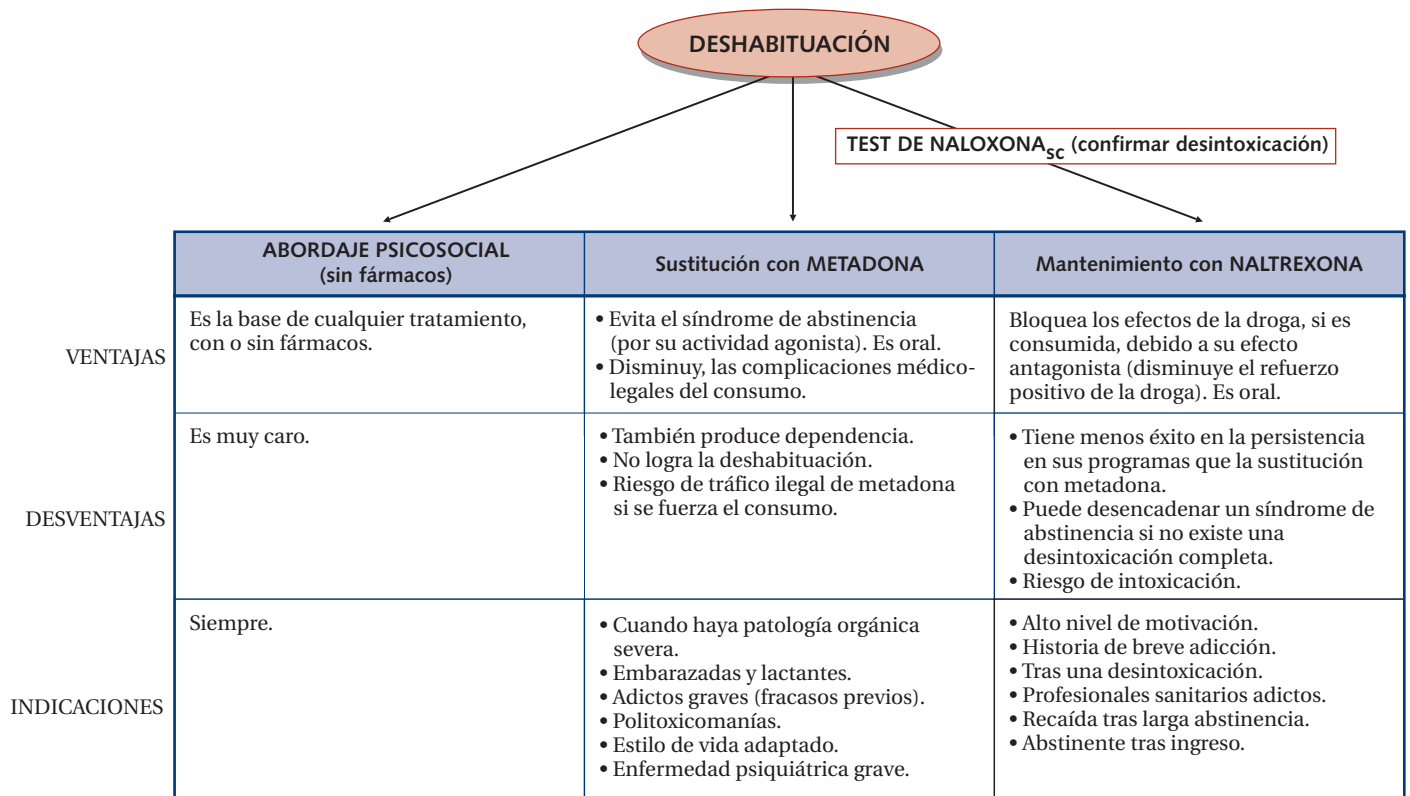 DESHABITUACIÓN
TEST DE NALOXONA SC (confirmar desintoxicación)
ABORDAJE PSICOSOCIAL
(sin fármacos)
Sustitución con METADONA
Mantenimiento con NALTREXONA
VENTAJAS
Es la base de cualquier tratamiento,
con o sin fármacos.
• Evita el síndrome de abstinencia
(por su actividad agonista). Es oral.
• Disminuy, las complicaciones médico-
legales del consumo.
Bloquea los efectos de la droga, si es
consumida, debido a su efecto
antagonista (disminuye el refuerzo
positivo de la droga). Es oral.
DESVENTAJAS
Es muy caro.
• También produce dependencia.
• No logra la deshabituación.
• Riesgo de tráfico ilegal de metadona
si se fuerza el consumo.
• Tiene menos éxito en la persistencia
en sus programas que la sustitución
con metadona.
• Puede desencadenar un síndrome de
abstinencia si no existe una
desintoxicación completa.
• Riesgo de intoxicación.
INDICACIONES
Siempre.
• Cuando haya patología orgánica
severa.
• Embarazadas y lactantes.
• Adictos graves (fracasos previos).
• Politoxicomanías.
• Estilo de vida adaptado.
• Enfermedad psiquiátrica grave.
• Alto nivel de motivación.
• Historia de breve adicción.
• Tras una desintoxicación.
• Profesionales sanitarios adictos.
• Recaída tras larga abstinencia.
• Abstinente tras ingreso.